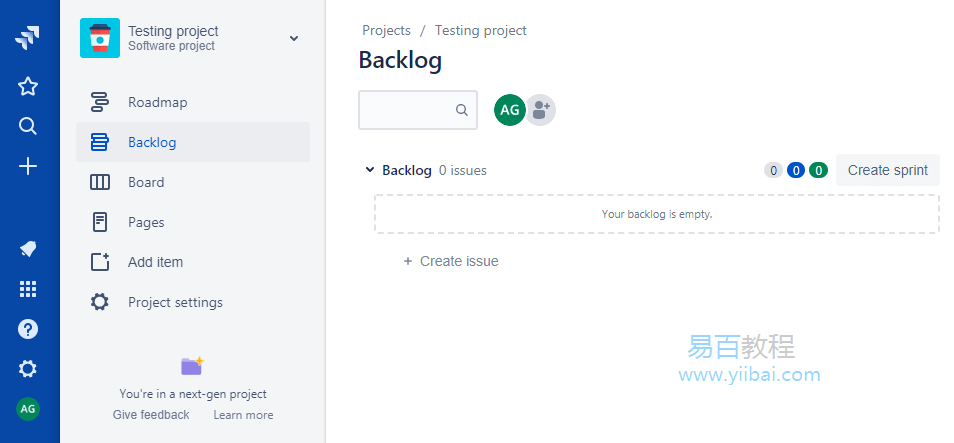 Testing project
Software project
Roadmap
Backlog
Board
Pages
Add item
Project settings
You're in a next-gen project
Give feedback Learn more
AG
Projects / Testing project
Backlog
AG
Backlog 0 issues 0 0 0 Create sprint
Your backlog is empty.
+ Create issue
易百教程
www.yiibai.com